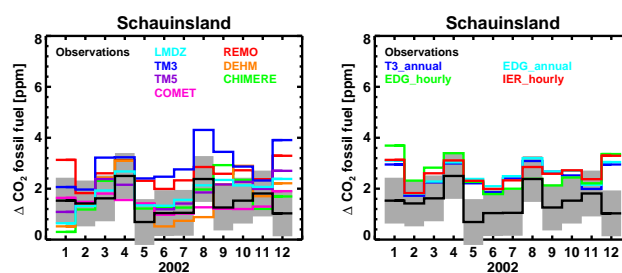 Schauinsland
Δ CO2 fossil fuel [ppm]
8
6
4
2
0
Observations
LMDZ
REMO
TM3
DEHM
TM5
CHIMERE
COMET
1 2 3 4 5 6 7 8 9 10 11 12
2002
Schauinsland
Δ CO2 fossil fuel [ppm]
8
6
4
2
0
Observations
T3_annual
EDG_annual
EDG_hourly
IER_hourly
1 2 3 4 5 6 7 8 9 10 11 12
2002